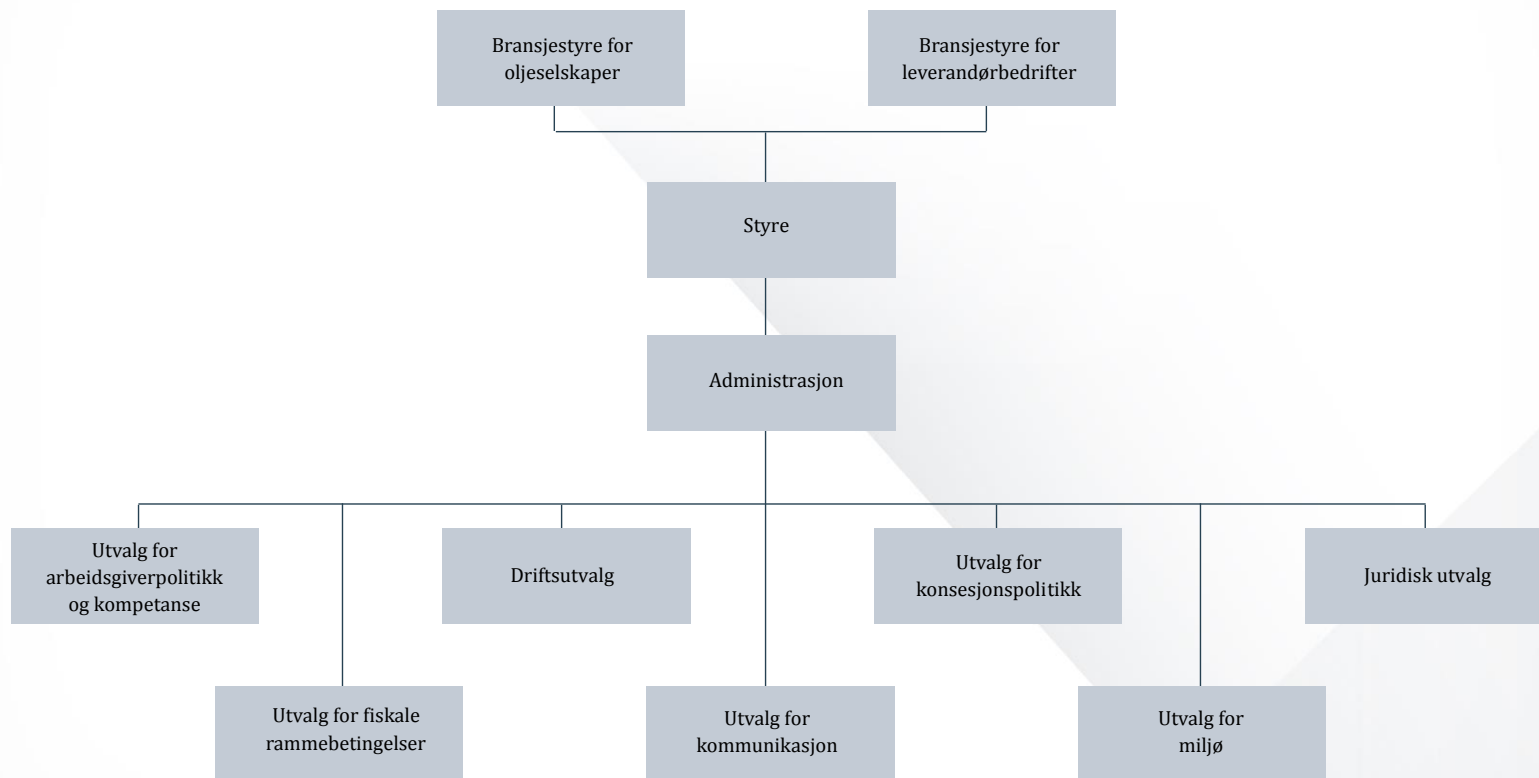 Bransjestyre for
oljeselskaper
Bransjestyre for
leverandørbedrifter
Styre
Administrasjon
Utvalg for
arbeidsgiverpolitikk
og kompetanse
Driftsutvalg
Utvalg for
konsesjonspolitikk
Juridisk utvalg
Utvalg for fiskale
rammebetingelser
Utvalg for
kommunikasjon
Utvalg for
miljø